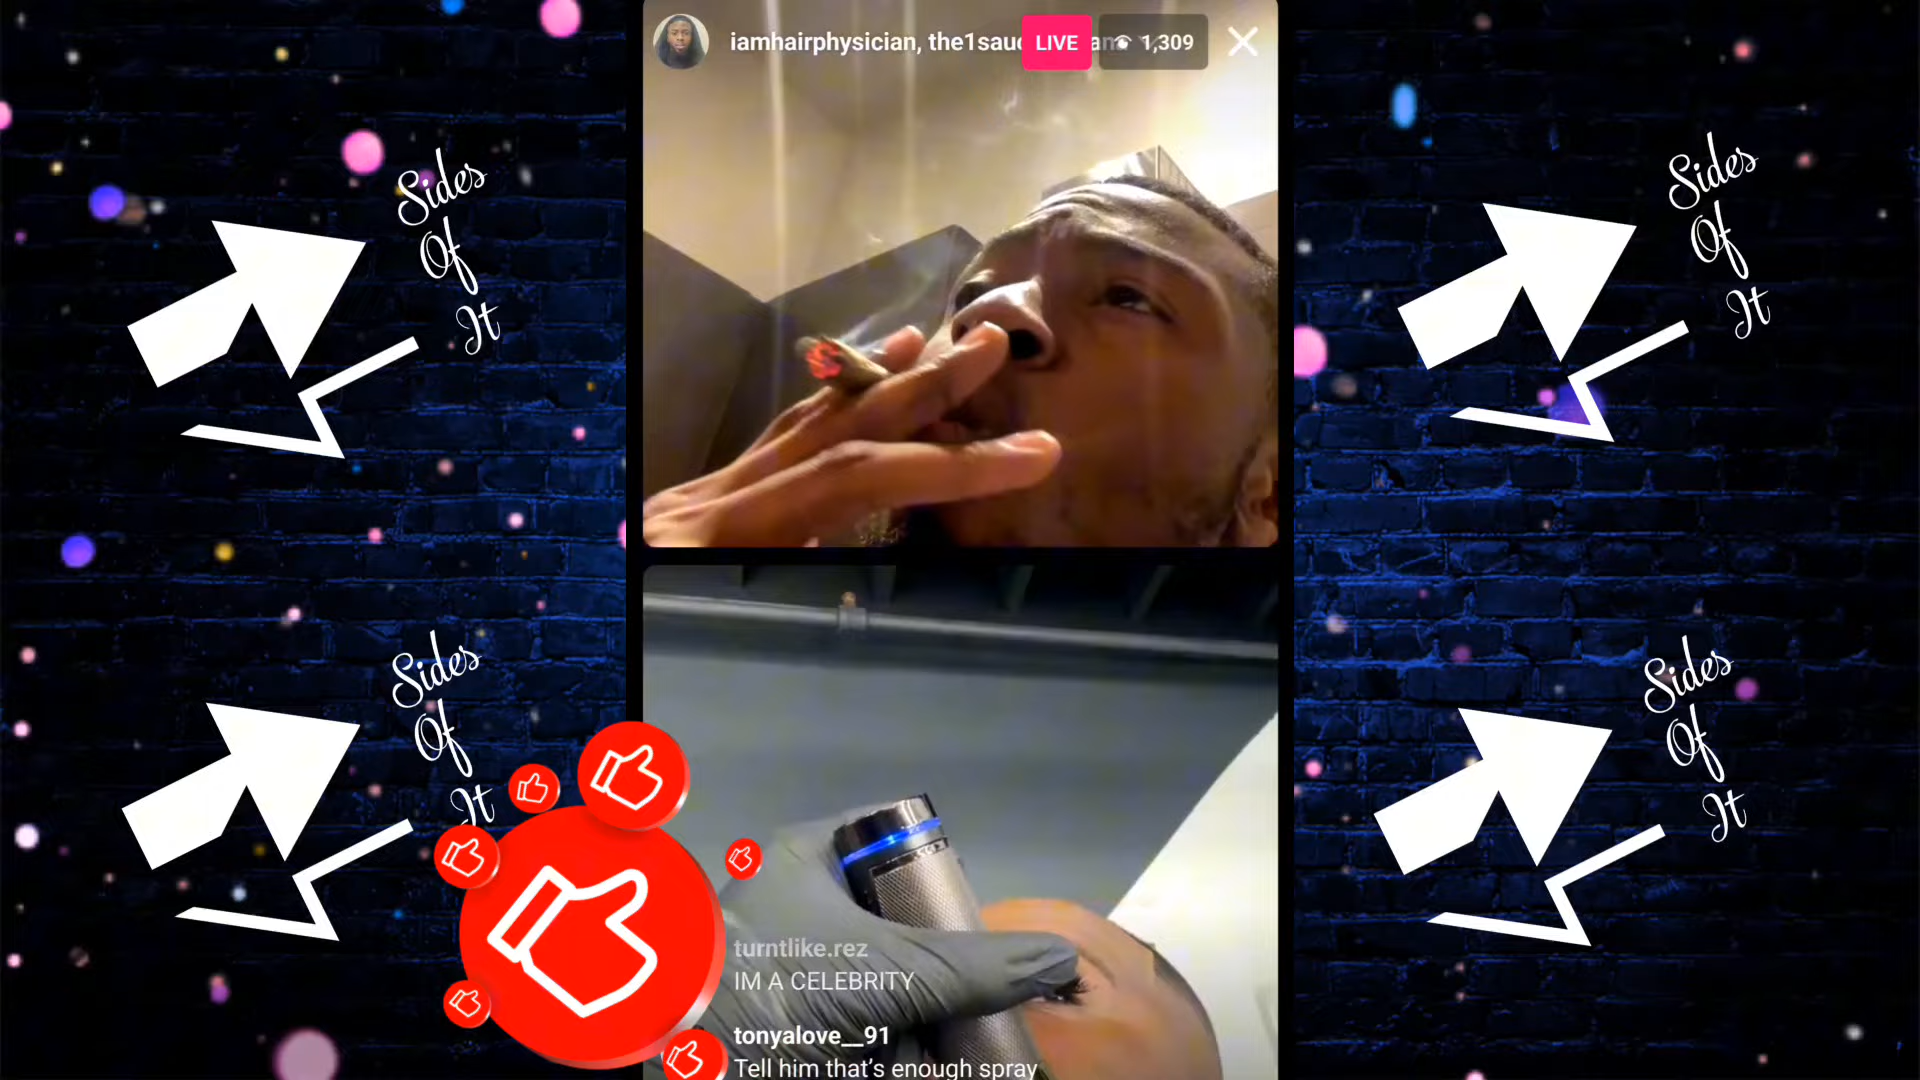 iamhairphysician, the1sauc
LIVE
1,309
Sides
Of
It
Sides
Of
It
Sides
Of
It
Sides
Of
It
turntlike.rez
IM A CELEBRITY
tonyalove__91
Tell him that's enough spray